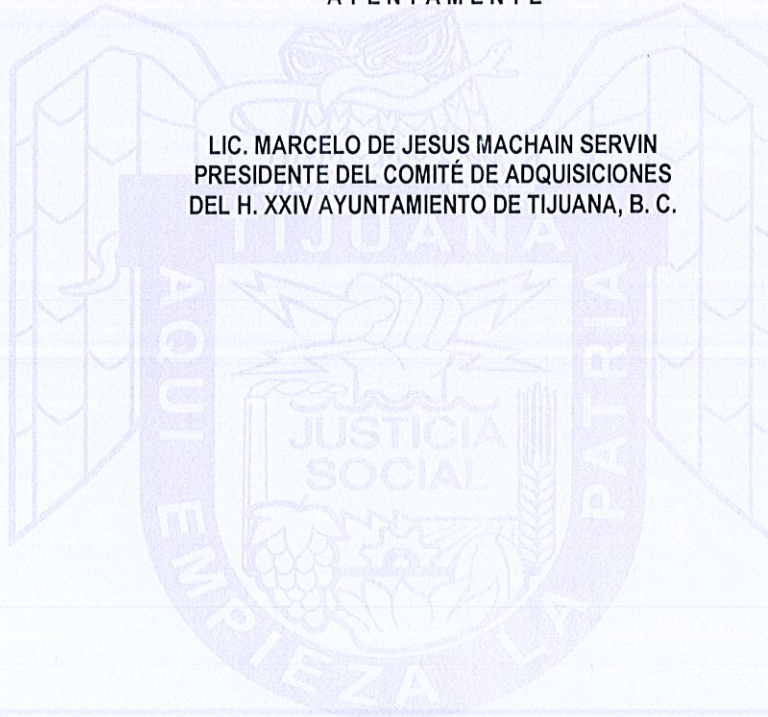 ATENTAMENTE
LIC. MARCELO DE JESUS MACHAIN SERVIN
PRESIDENTE DEL COMITÉ DE ADQUISICIONES
DEL H. XXIV AYUNTAMIENTO DE TIJUANA, B. C.
TIJUANA
AQUI EMPIEZA LA PATRIA
JUSTICIA
SOCIAL